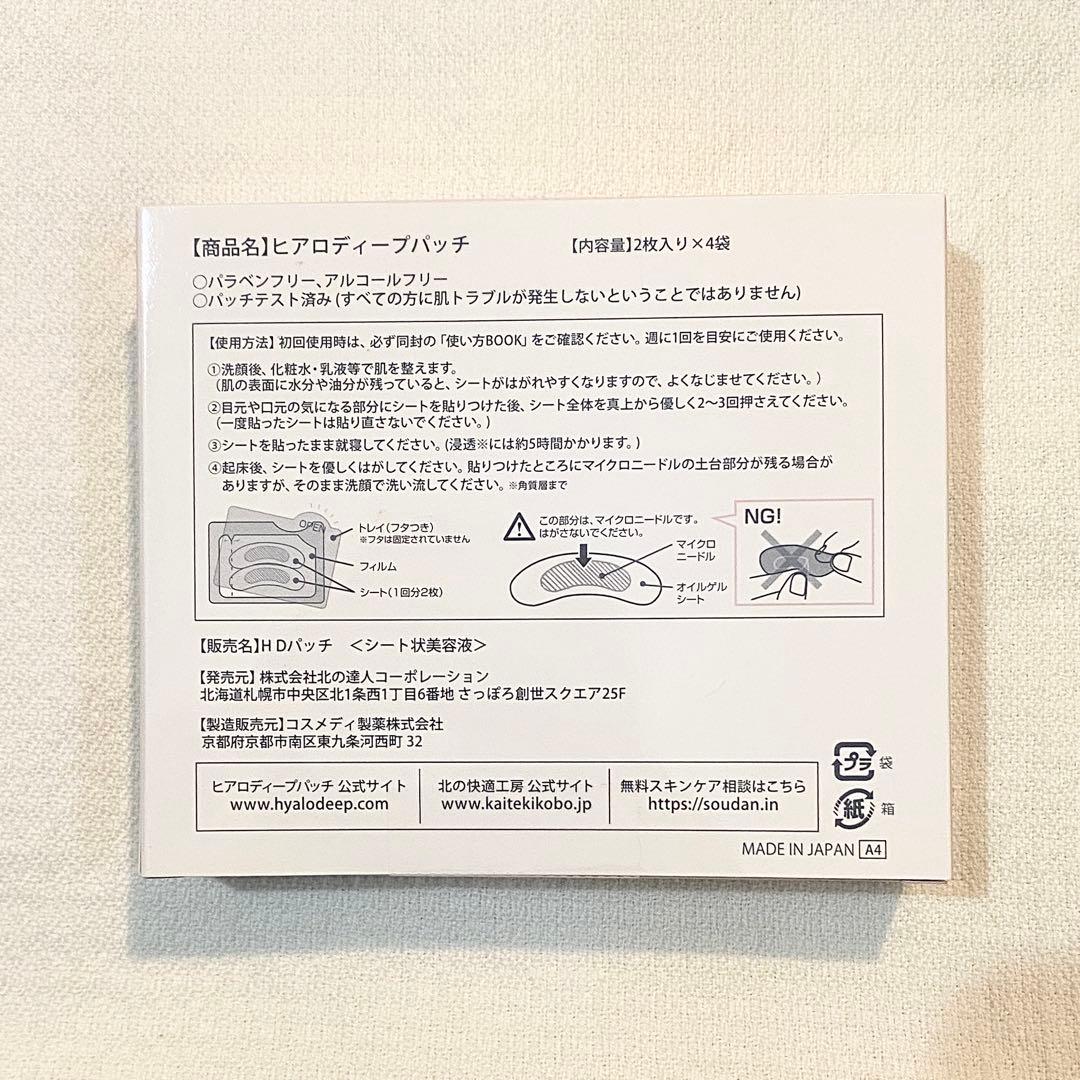 【商品名】ヒアロディープパッチ 【内容量】2枚入り×4袋
○パラベンフリー、アルコールフリー
○パッチテスト済み (すべての方に肌トラブルが発生しないということではありません)
【使用方法】 初回使用時は、必ず同封の「使い方BOOK」をご確認ください。週に1回を目安にご使用ください。
①洗顔後、化粧水・乳液等で肌を整えます。
(肌の表面に水分や油分が残っていると、シートがはがれやすくなりますので、よくなじませてください。)
②目元や口元の気になる部分にシートを貼りつけた後、シート全体を真上から優しく2〜3回押さえてください。
(一度貼ったシートは貼り直さないでください。)
③シートを貼ったまま就寝してください。(浸透※には約5時間かかります。)
④起床後、シートを優しくはがしてください。貼りつけたところにマイクロニードルの土台部分が残る場合が
ありますが、そのまま洗顔で洗い流してください。※角質層まで
OPEN
トレイ(フタつき)
※フタは固定されていません
フィルム
シート(1回分2枚)
この部分は、マイクロニードルです。
はがさないでください。
マイクロ
ニードル
オイルゲル
シート
NG!
【販売名】H Dパッチ <シート状美容液>
【発売元】 株式会社北の達人コーポレーション
北海道札幌市中央区北1条西1丁目6番地 さっぽろ創世スクエア25F
【製造販売元】コスメディ製薬株式会社
京都府京都市南区東九条河西町 32
ヒアロディープパッチ 公式サイト
www.hyalodeep.com
北の快適工房 公式サイト
www.kaitekikobo.jp
無料スキンケア相談はこちら
https://soudan.in
プラ 袋
紙 箱
MADE IN JAPAN A4